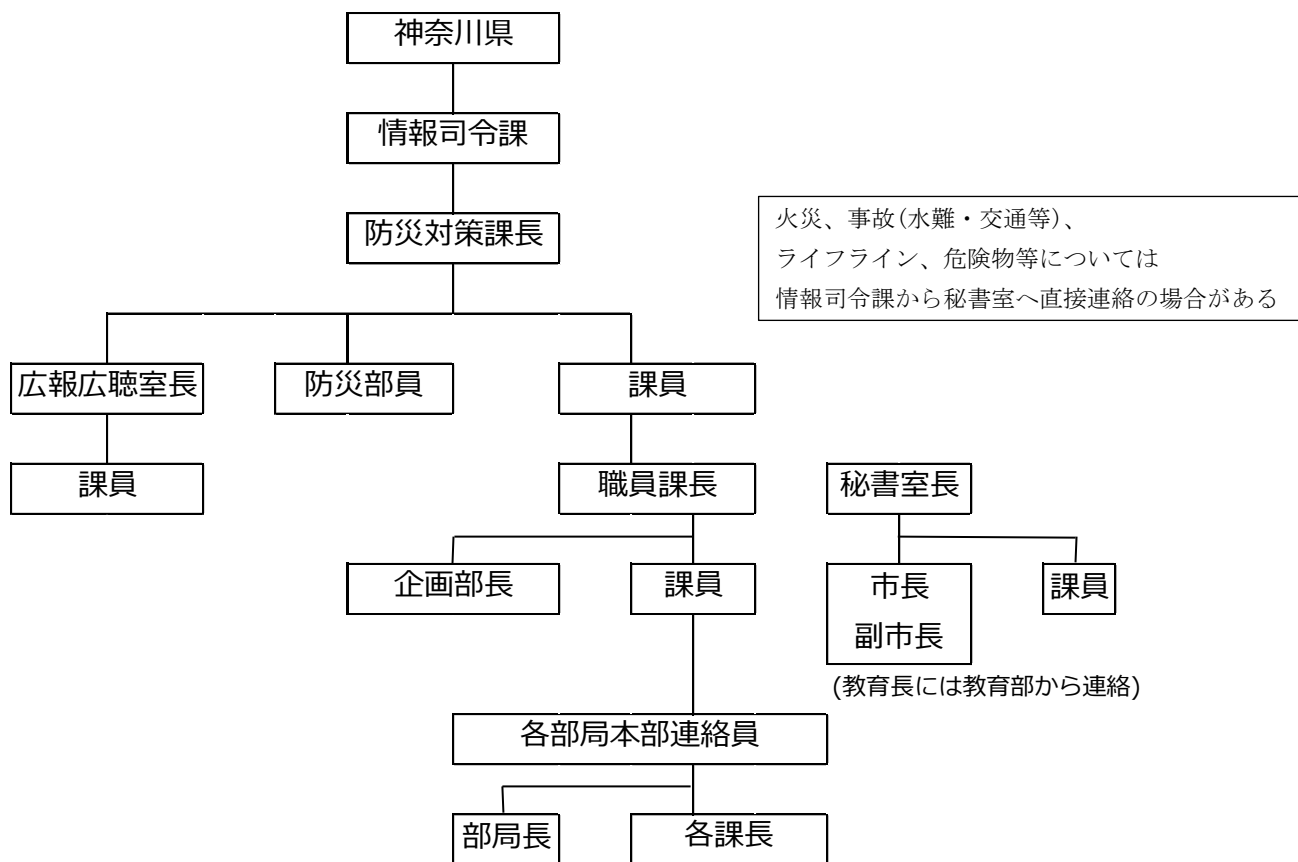 神奈川県
情報司令課
防災対策課長
火災、事故(水難・交通等)、
ライフライン、危険物等については
情報司令課から秘書室へ直接連絡の場合がある
広報広聴室長
防災部員
課員
課員
職員課長
秘書室長
企画部長
課員
市長
副市長
課員
(教育長には教育部から連絡)
各部局本部連絡員
部局長
各課長